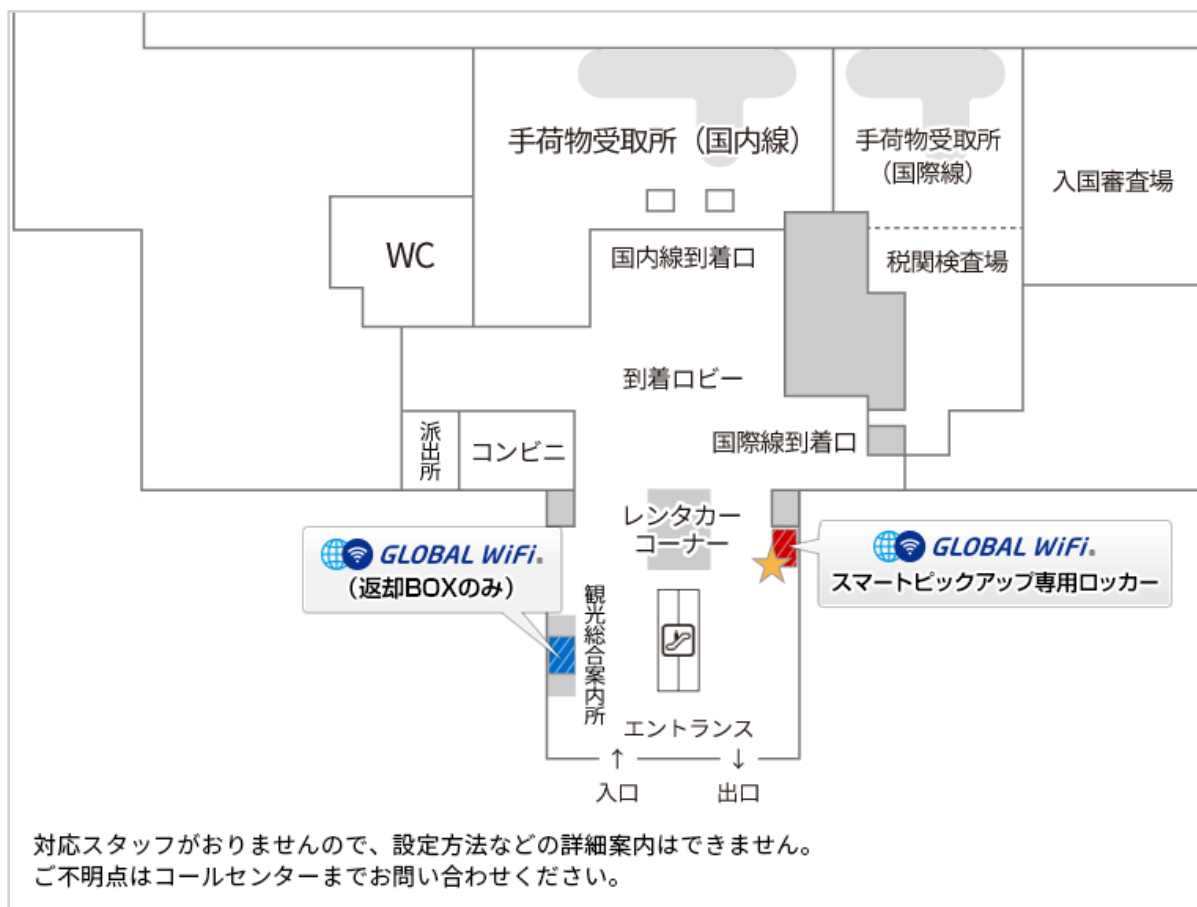 手荷物受取所（国内線）
手荷物受取所
（国際線）
入国審査場
WC
国内線到着口
税関検査場
到着ロビー
派出所
コンビニ
国際線到着口
レンタカー
コーナー
GLOBAL WiFi®
（返却BOXのみ）
GLOBAL WiFi®
スマートピックアップ専用ロッカー
観光総合案内所
エントランス
↑ ↓
入口 出口
対応スタッフがおりませんので、設定方法などの詳細案内はできません。
ご不明点はコールセンターまでお問い合わせください。